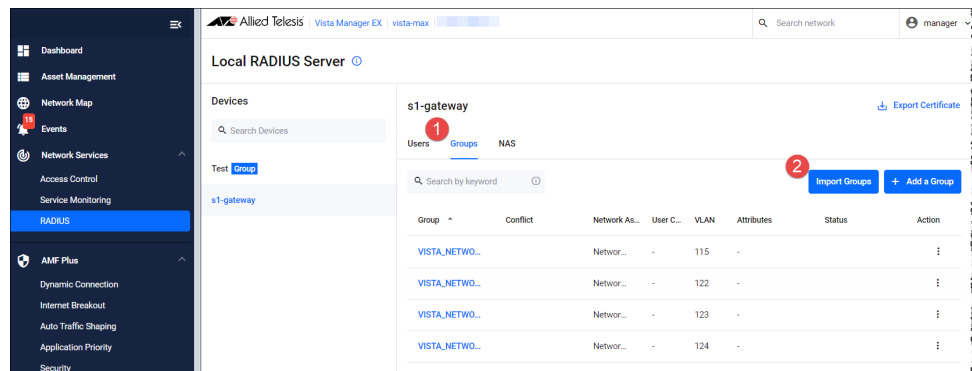 Allied Telesis Vista Manager EX vista-max Search network manager
Dashboard
Asset Management
Network Map
15
Events
Network Services
Access Control
Service Monitoring
RADIUS
AMF Plus
Dynamic Connection
Internet Breakout
Auto Traffic Shaping
Application Priority
Security
Local RADIUS Server
Devices
Search Devices
Test Group
s1-gateway
s1-gateway
Export Certificate
1
Users Groups NAS
2
Search by keyword
Import Groups + Add a Group
Group Conflict Network As... User C... VLAN Attributes Status Action
VISTA_NETWO... Networ... - 115 -
VISTA_NETWO... Networ... - 122 -
VISTA_NETWO... Networ... - 123 -
VISTA_NETWO... Networ... - 124 -